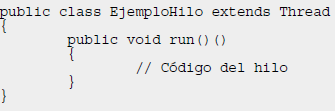 public class EjemploHilo extends Thread
{
public void run()()
{
// Código del hilo
}
}